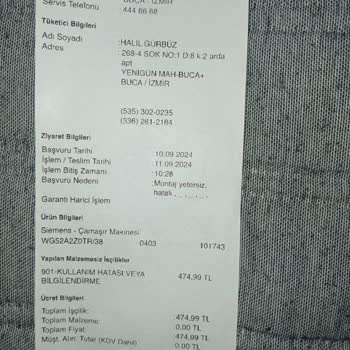 BUCA - İZMİR
Servis Telefonu 444 66 88
Tüketici Bilgileri
Adı Soyadı :HALİL GÜRBÜZ
Adres 268-4 SOK NO:1 D:8 k 2 arda
apt
YENİGÜN MAH-BUCA+
BUCA / İZMİR
(535) 302-0235
(336) 261-2164
Ziyaret Bilgileri
Başvuru Tarihi :10.09.2024
İşlem / Teslim Tarihi :11.09.2024
İşlem Bitiş Zamanı :10:28
Başvuru Nedeni :Montaj yetersiz,
hatalı
Garanti Harici İşlem
Ürün Bilgileri
Siemens - Çamaşır Makinesi
WG52A2Z0TR/38 0403 101743
Yapılan Malzemesiz İşçilikler
901-KULLANIM HATASI VEYA 474,99 TL
BİLGİLENDİRME
Ücret Bilgileri
Toplam İşçilik: :474,99 TL
Toplam Malzeme: :0,00 TL
Toplam Fiyat :474,99 TL
Müşt. Alın. Tutar (KDV Dahil) :0,00 TL